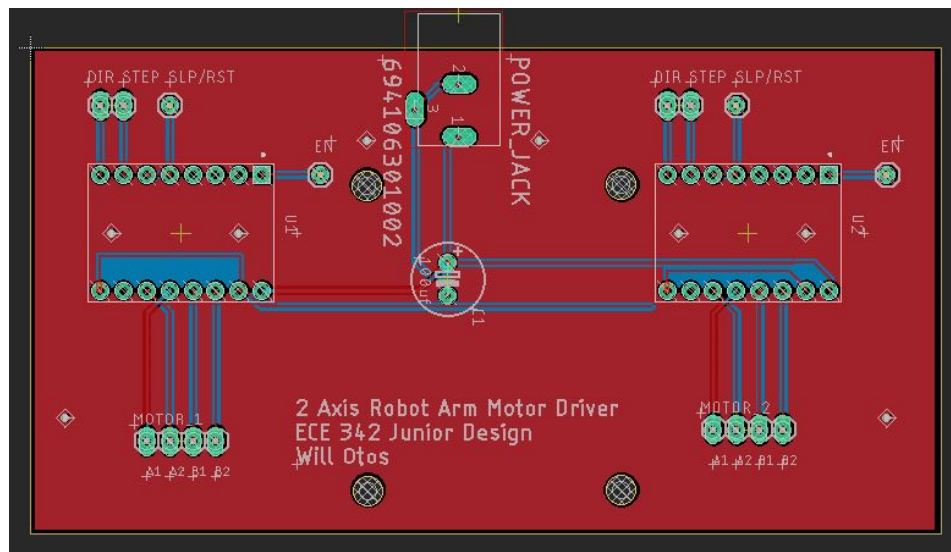 DIR STEP SLP/RST
EN
U1
694106301002
2
3
1
POWER_JACK
DIR STEP SLP/RST
EN
U2
+
100uf
C1
MOTOR_1
A1 A2 B1 B2
2 Axis Robot Arm Motor Driver
ECE 342 Junior Design
Will Otos
MOTOR_2
A1 A2 B1 B2